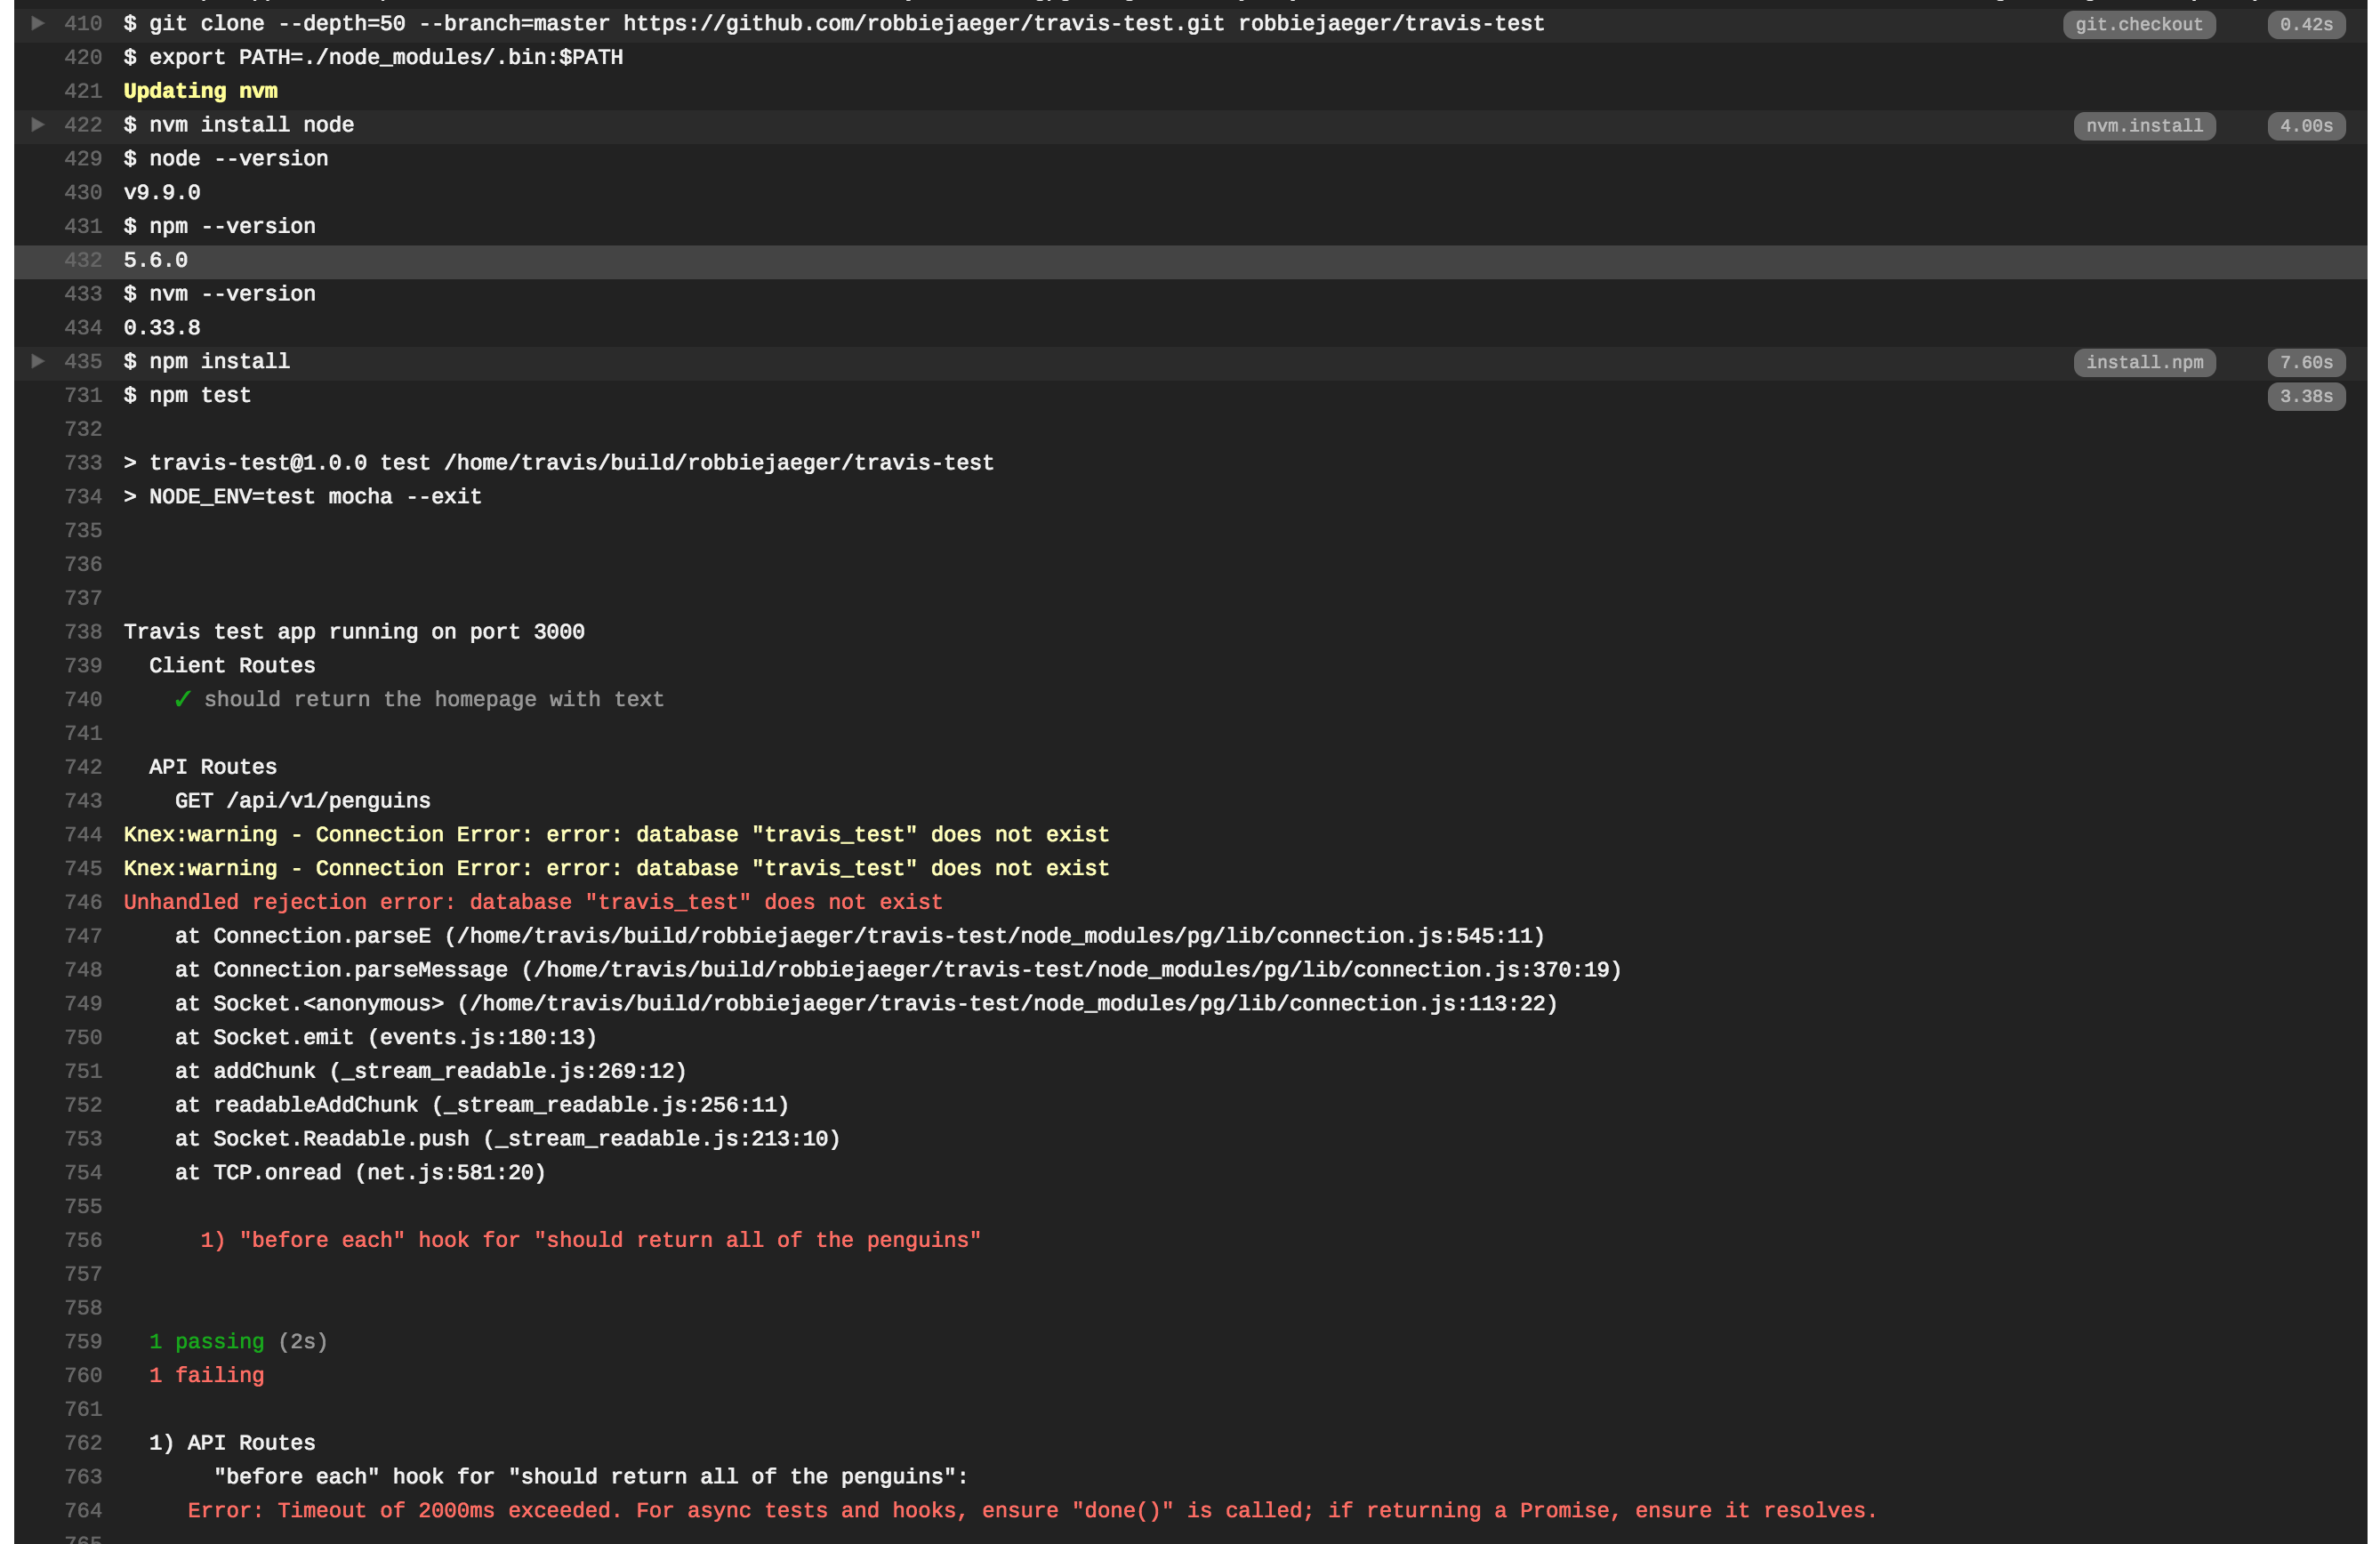 410 $ git clone --depth=50 --branch=master https://github.com/robbiejaeger/travis-test.git robbiejaeger/travis-test git.checkout 0.42s
420 $ export PATH=./node_modules/.bin:$PATH
421 Updating nvm
422 $ nvm install node nvm.install 4.00s
429 $ node --version
430 v9.9.0
431 $ npm --version
432 5.6.0
433 $ nvm --version
434 0.33.8
435 $ npm install install.npm 7.60s
731 $ npm test 3.38s
732
733 > travis-test@1.0.0 test /home/travis/build/robbiejaeger/travis-test
734 > NODE_ENV=test mocha --exit
735
736
737
738 Travis test app running on port 3000
739 Client Routes
740 ✓ should return the homepage with text
741
742 API Routes
743 GET /api/v1/penguins
744 Knex:warning - Connection Error: error: database "travis_test" does not exist
745 Knex:warning - Connection Error: error: database "travis_test" does not exist
746 Unhandled rejection error: database "travis_test" does not exist
747 at Connection.parseE (/home/travis/build/robbiejaeger/travis-test/node_modules/pg/lib/connection.js:545:11)
748 at Connection.parseMessage (/home/travis/build/robbiejaeger/travis-test/node_modules/pg/lib/connection.js:370:19)
749 at Socket.<anonymous> (/home/travis/build/robbiejaeger/travis-test/node_modules/pg/lib/connection.js:113:22)
750 at Socket.emit (events.js:180:13)
751 at addChunk (_stream_readable.js:269:12)
752 at readableAddChunk (_stream_readable.js:256:11)
753 at Socket.Readable.push (_stream_readable.js:213:10)
754 at TCP.onread (net.js:581:20)
755
756 1) "before each" hook for "should return all of the penguins"
757
758
759 1 passing (2s)
760 1 failing
761
762 1) API Routes
763 "before each" hook for "should return all of the penguins":
764 Error: Timeout of 2000ms exceeded. For async tests and hooks, ensure "done()" is called; if returning a Promise, ensure it resolves.
765